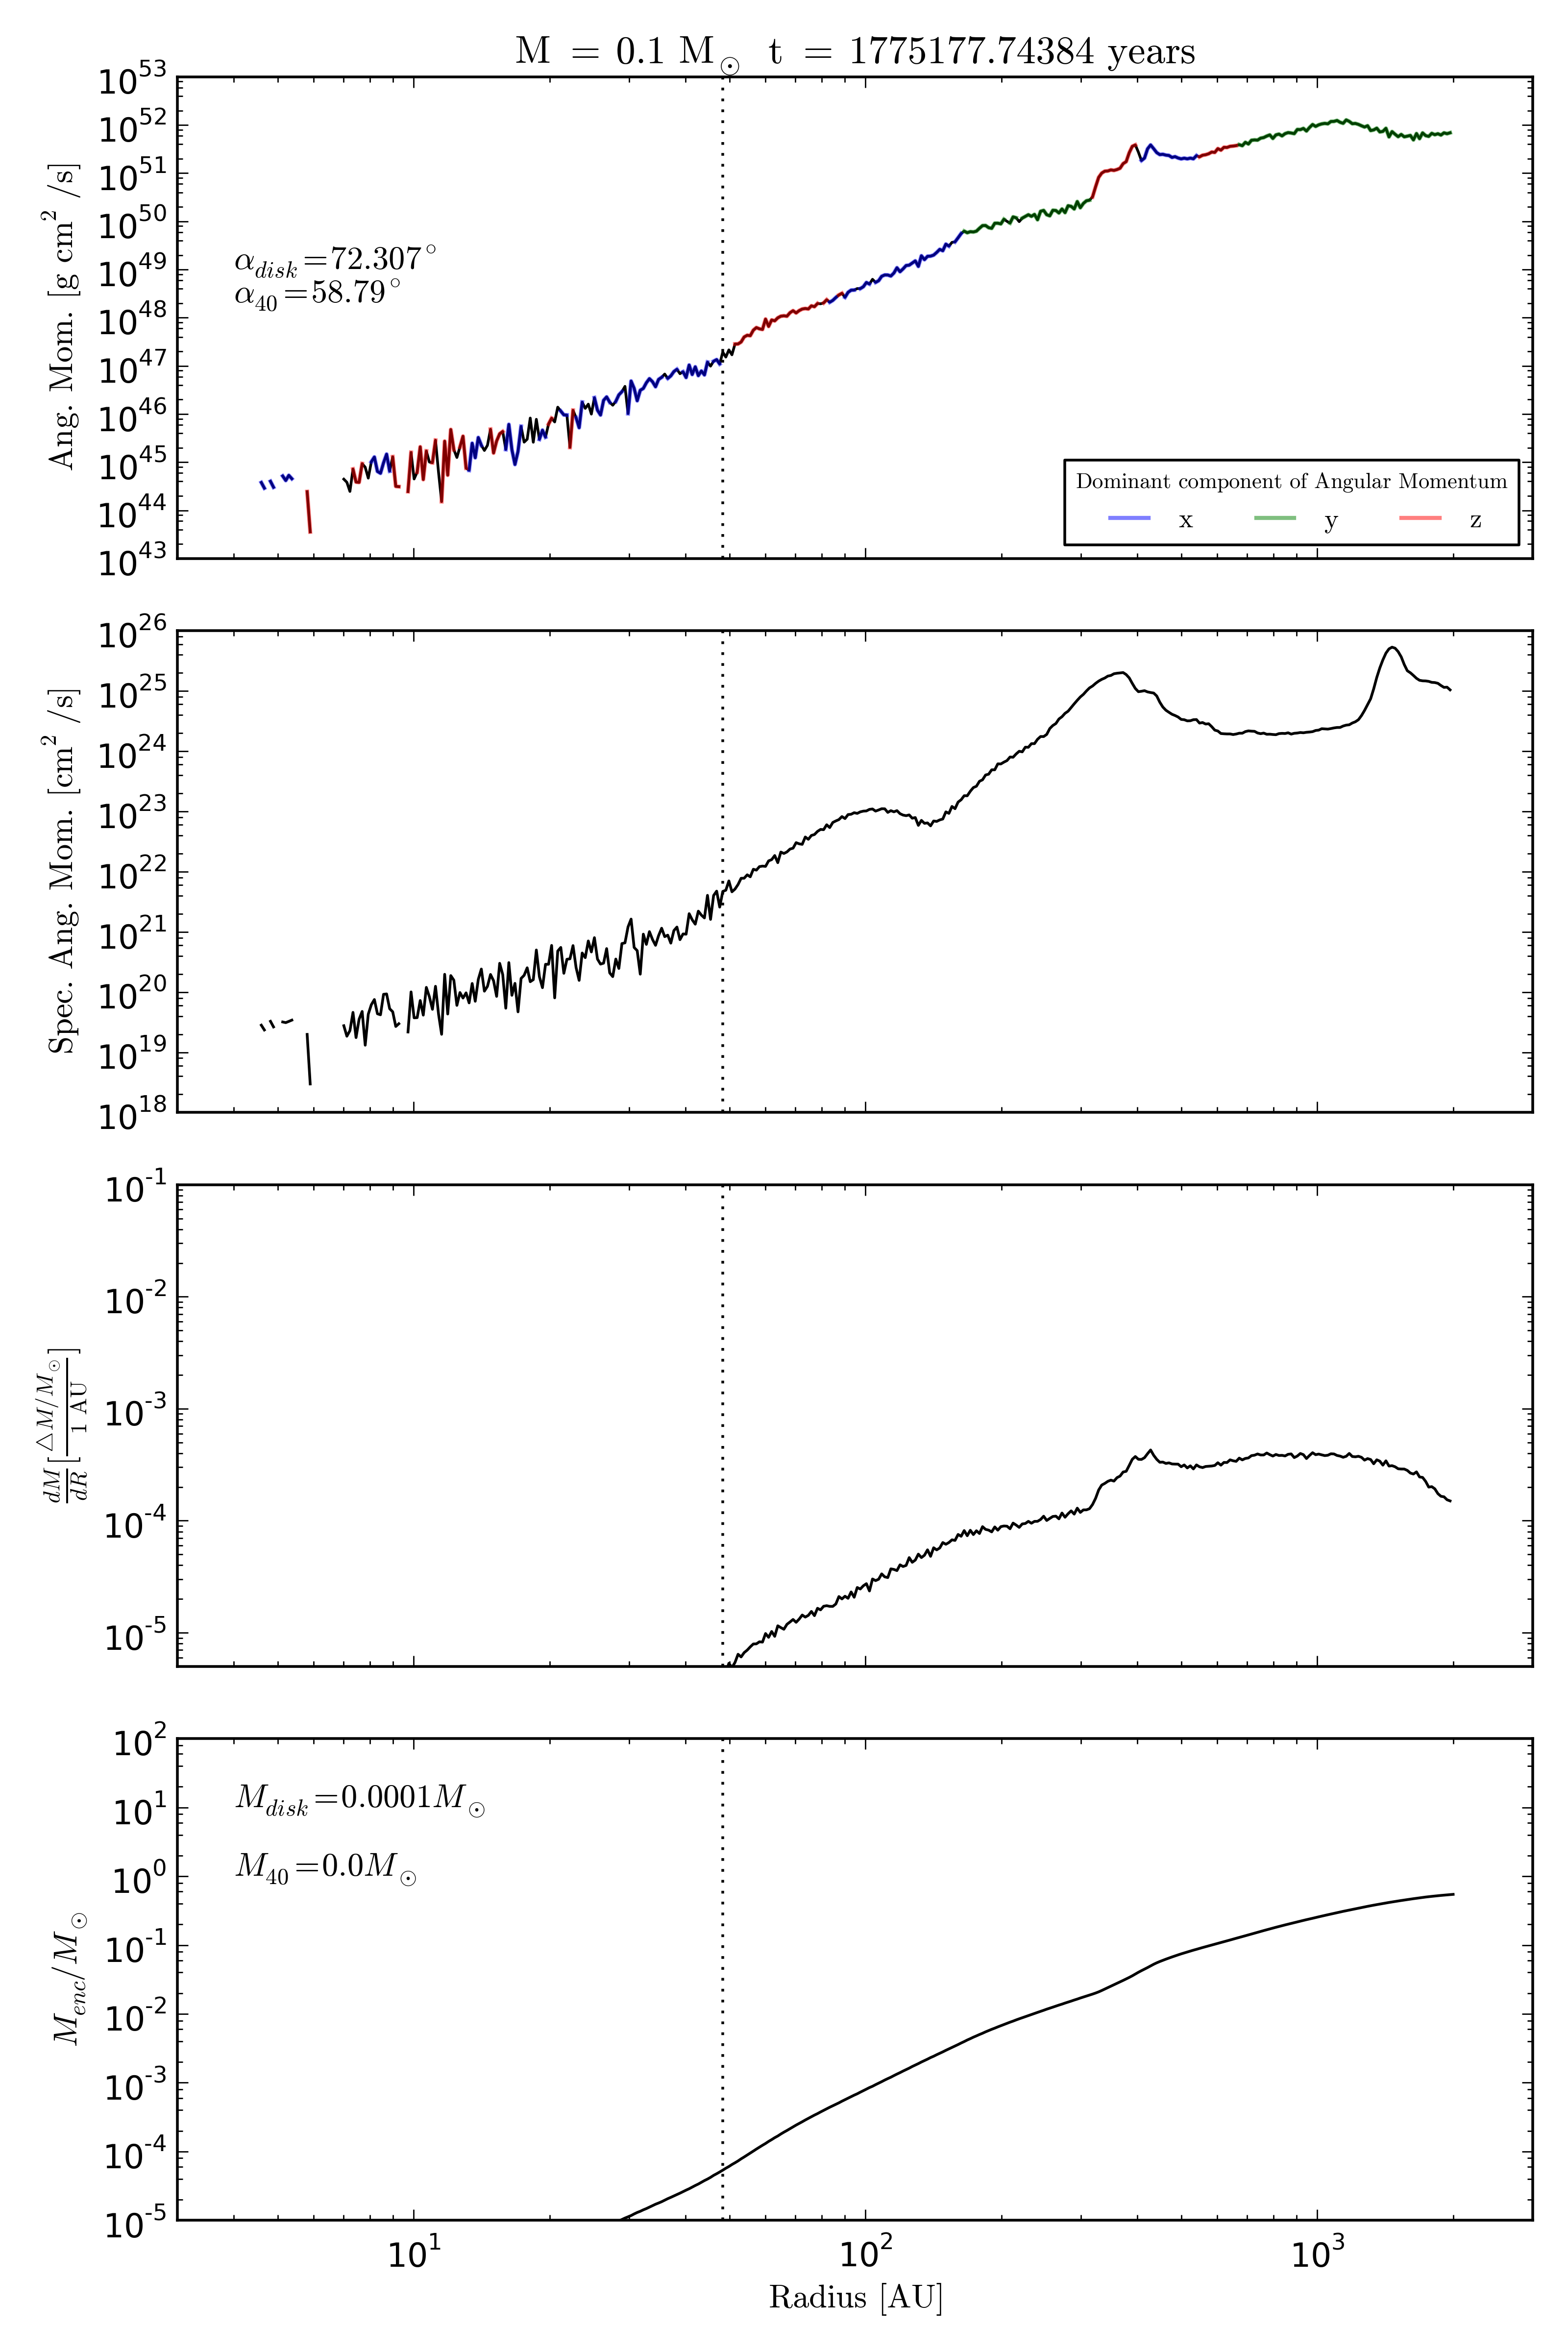 M = 0.1 M⊙ t = 1775177.74384 years
10^53
10^52
10^51
10^50
10^49
10^48
10^47
10^46
10^45
10^44
10^43
Ang. Mom. [g cm^2 /s]
α_disk=72.307°
α_40=58.79°
Dominant component of Angular Momentum
x y z
10^26
10^25
10^24
10^23
10^22
10^21
10^20
10^19
10^18
Spec. Ang. Mom. [cm^2 /s]
10^-1
10^-2
10^-3
10^-4
10^-5
dM/dR [△M/M⊙ / 1 AU]
10^2
10^1
10^0
10^-1
10^-2
10^-3
10^-4
10^-5
M_enc/M⊙
M_disk=0.0001M⊙
M_40=0.0M⊙
10^1 10^2 10^3
Radius [AU]